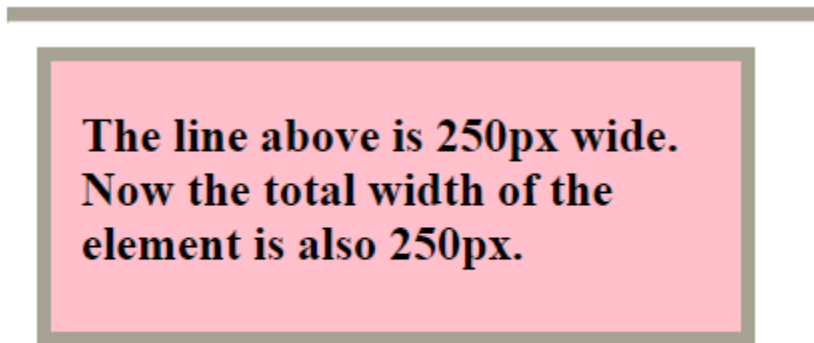 The line above is 250px wide.
Now the total width of the
element is also 250px.